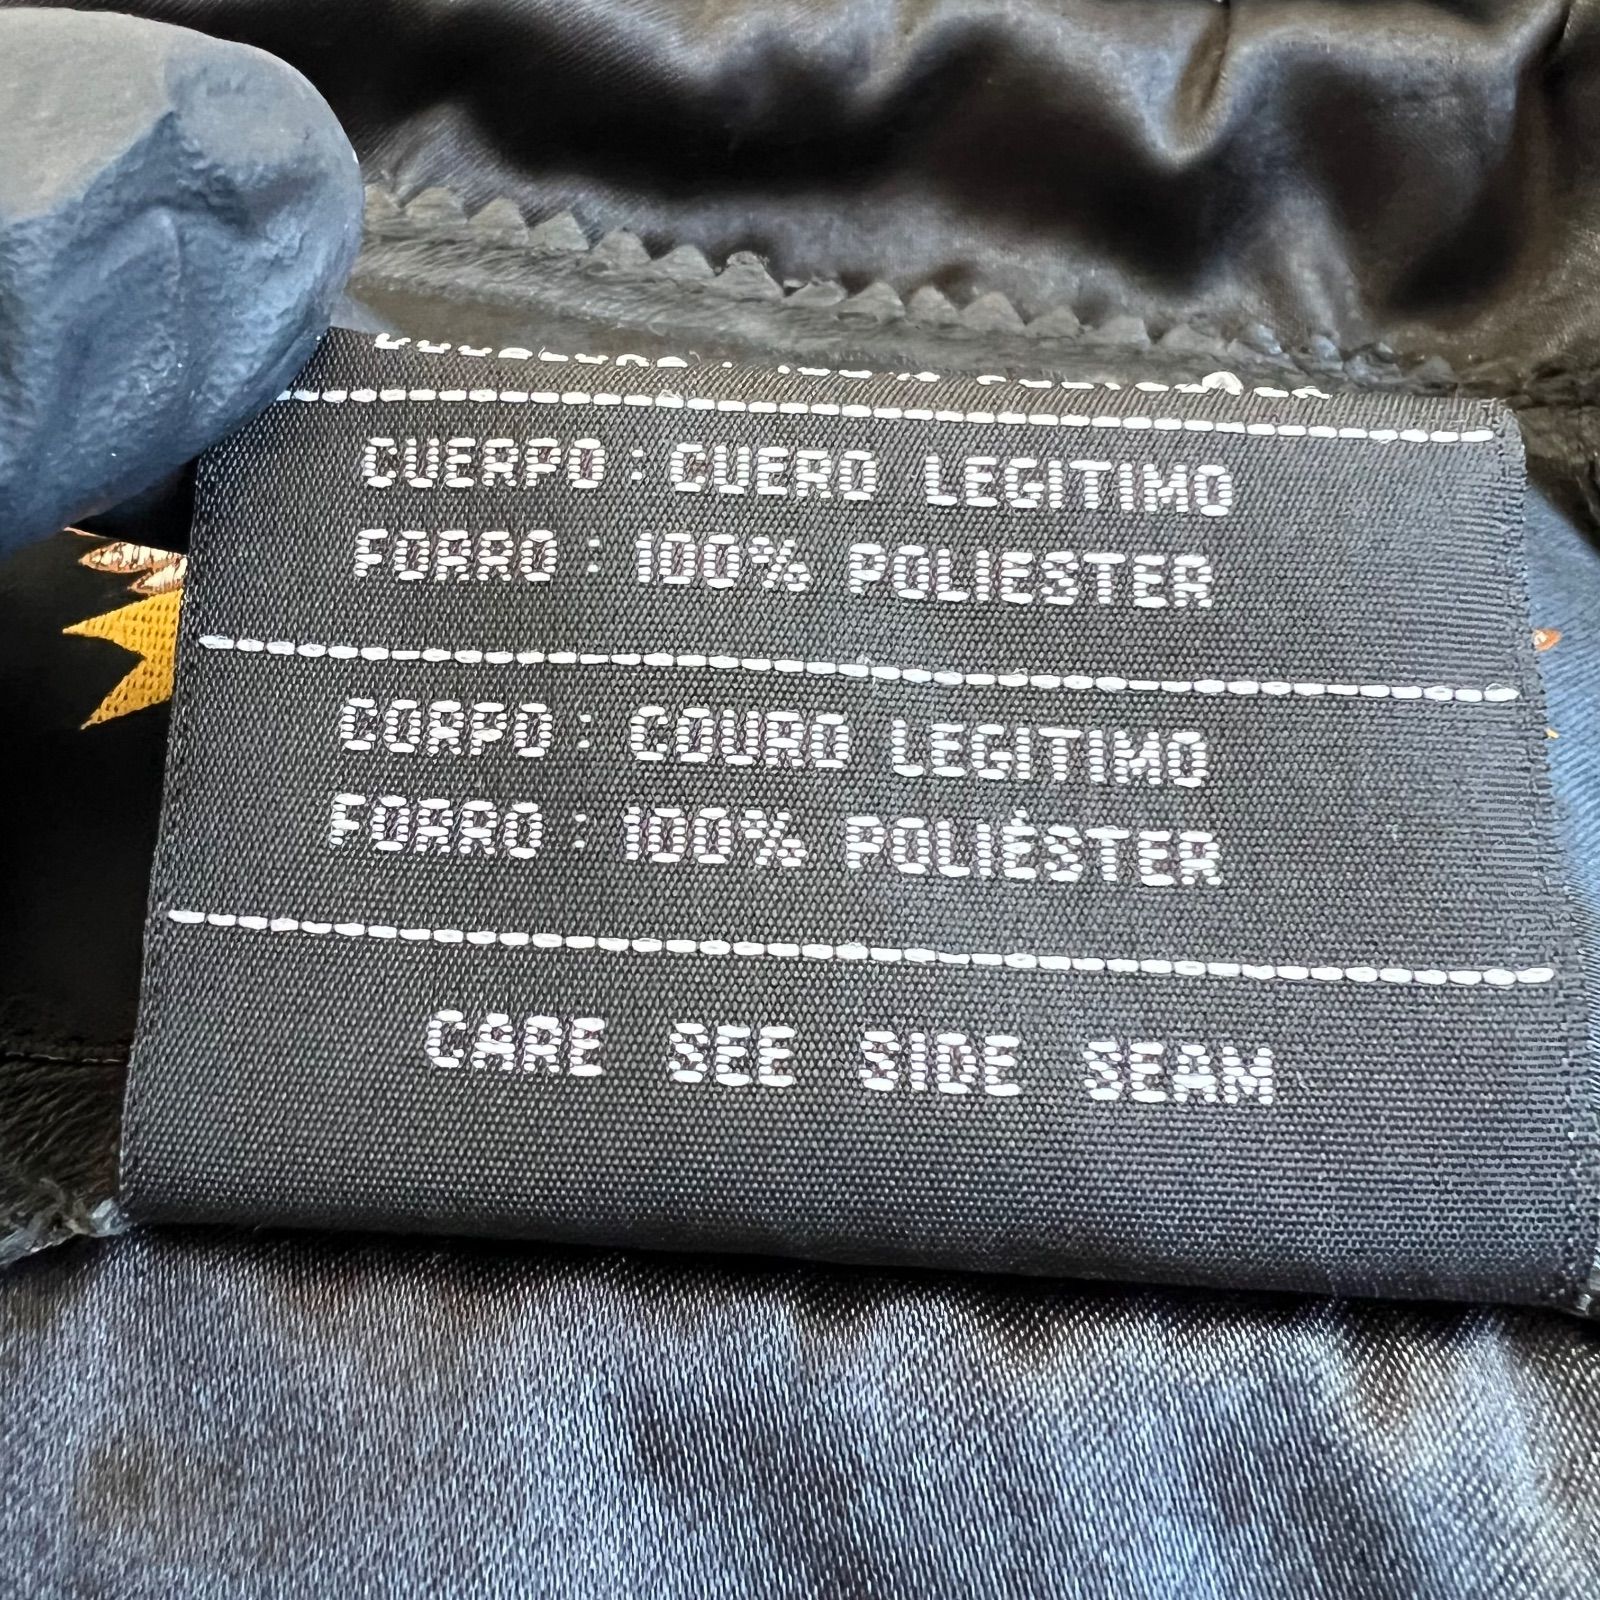 CUERPO : CUERO LEGITIMO
FORRO : 100% POLIESTER
CORPO : COURO LEGITIMO
FORRO : 100% POLIÉSTER
CARE SEE SIDE SEAM